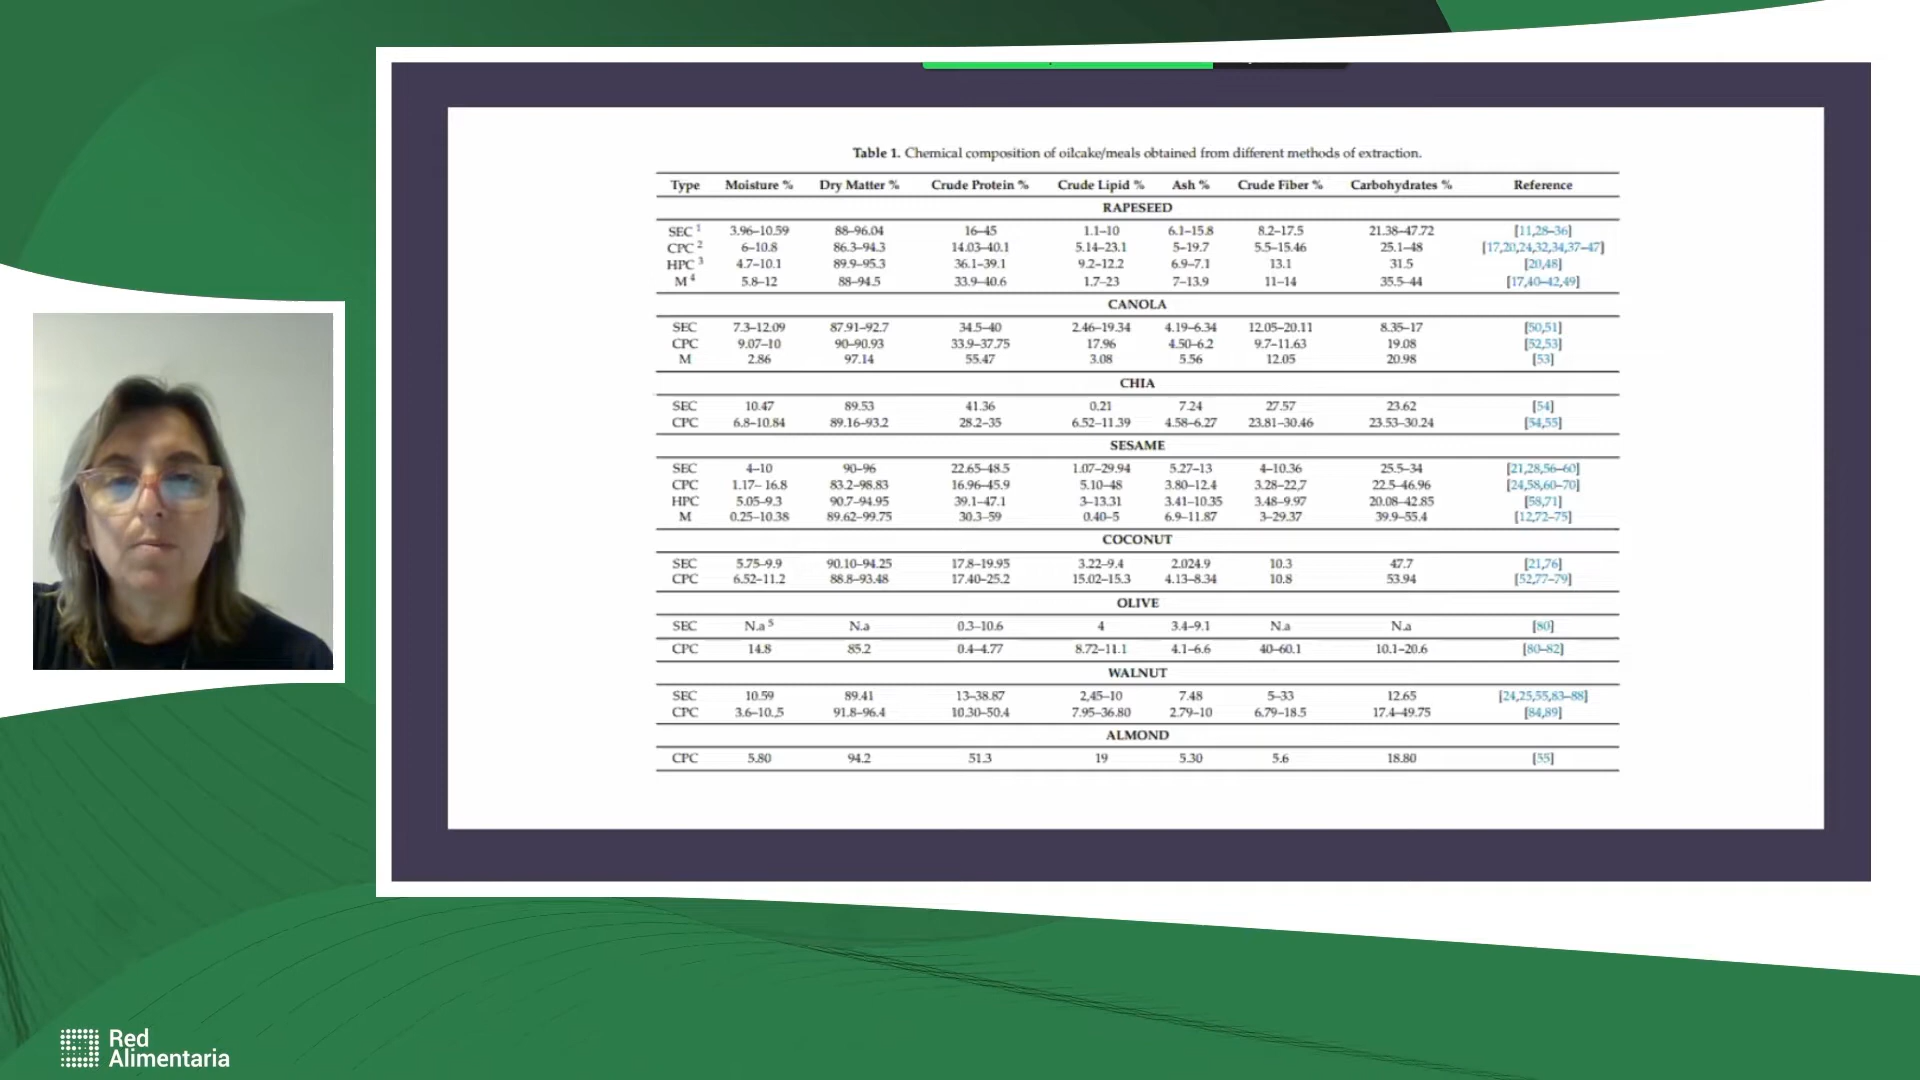 Table 1. Chemical composition of oilcake/meals obtained from different methods of extraction.
Type Moisture % Dry Matter % Crude Protein % Crude Lipid % Ash % Crude Fiber % Carbohydrates % Reference
RAPESEED
SEC 1 3.96–10.59 88–96.04 16–45 1.1–10 6.1–15.8 8.2–17.5 21.38–47.72 [11,28–36]
CPC 2 6–10.8 86.3–94.3 14.03–40.1 5.14–23.1 5–19.7 5.5–15.46 25.1–48 [17,20,24,32,34,37–47]
HPC 3 4.7–10.1 89.9–95.3 36.1–39.1 9.2–12.2 6.9–7.1 13.1 31.5 [20,48]
M 4 5.8–12 88–94.5 33.9–40.6 1.7–23 7–13.9 11–14 35.5–44 [17,40–42,49]
CANOLA
SEC 7.3–12.09 87.91–92.7 34.5–40 2.46–19.34 4.19–6.34 12.05–20.11 8.35–17 [50,51]
CPC 9.07–10 90–90.93 33.9–37.75 17.96 4.50–6.2 9.7–11.63 19.08 [52,53]
M 2.86 97.14 55.47 3.08 5.56 12.05 20.98 [53]
CHIA
SEC 10.47 89.53 41.36 0.21 7.24 27.57 23.62 [54]
CPC 6.8–10.84 89.16–93.2 28.2–35 6.52–11.39 4.58–6.27 23.81–30.46 23.53–30.24 [54,55]
SESAME
SEC 4–10 90–96 22.65–48.5 1.07–29.94 5.27–13 4–10.36 25.5–34 [21,28,56–60]
CPC 1.17– 16.8 83.2–98.83 16.96–45.9 5.10–48 3.80–12.4 3.28–22,7 22.5–46.96 [24,58,60–70]
HPC 5.05–9.3 90.7–94.95 39.1–47.1 3–13.31 3.41–10.35 3.48–9.97 20.08–42.85 [58,71]
M 0.25–10.38 89.62–99.75 30.3–59 0.40–5 6.9–11.87 3–29.37 39.9–55.4 [12,72–75]
COCONUT
SEC 5.75–9.9 90.10–94.25 17.8–19.95 3.22–9.4 2.024.9 10.3 47.7 [21,76]
CPC 6.52–11.2 88.8–93.48 17.40–25.2 15.02–15.3 4.13–8.34 10.8 53.94 [52,77–79]
OLIVE
SEC N.a 5 N.a 0.3–10.6 4 3.4–9.1 N.a N.a [80]
CPC 14.8 85.2 0.4–4.77 8.72–11.1 4.1–6.6 40–60.1 10.1–20.6 [80–82]
WALNUT
SEC 10.59 89.41 13–38.87 2,45–10 7.48 5–33 12.65 [24,25,55,83–88]
CPC 3.6–10.,5 91.8–96.4 10.30–50.4 7.95–36.80 2.79–10 6.79–18.5 17.4–49.75 [84,89]
ALMOND
CPC 5.80 94.2 51.3 19 5.30 5.6 18.80 [55]
Red
Alimentaria